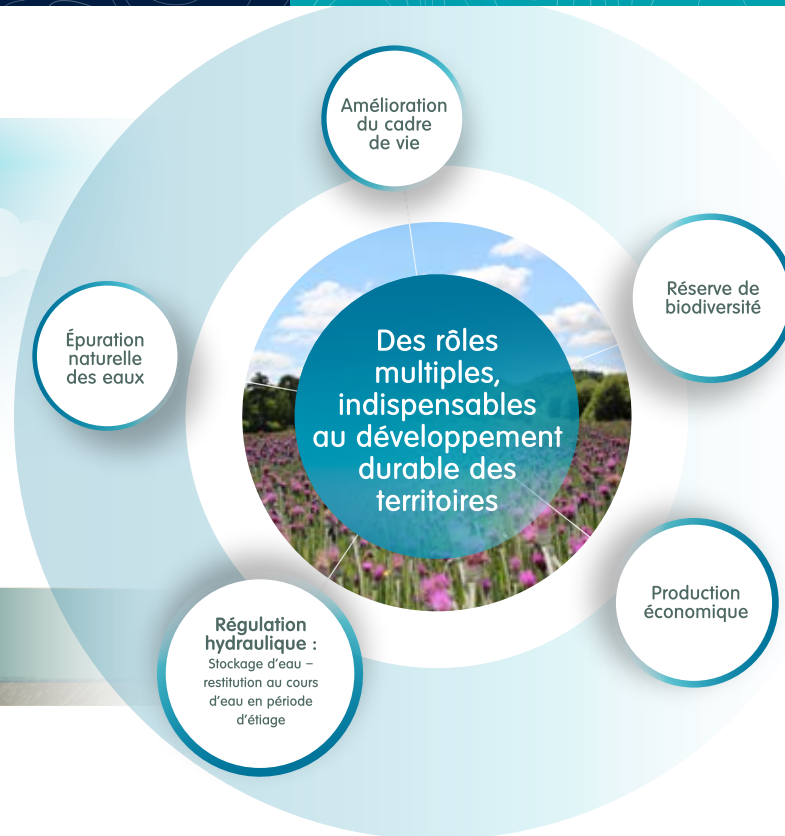 Amélioration
du cadre
de vie
Réserve de
biodiversité
Épuration
naturelle
des eaux
Des rôles
multiples,
indispensables
au développement
durable des
territoires
Production
économique
Régulation
hydraulique :
Stockage d'eau –
restitution au cours
d'eau en période
d'étiage